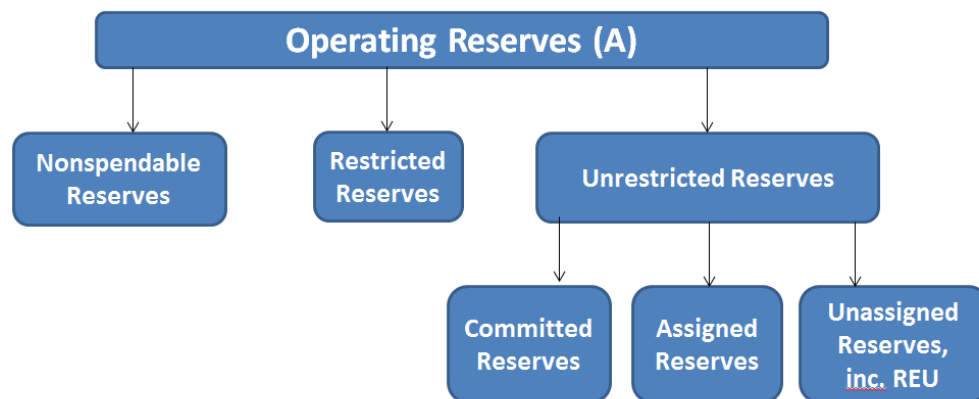 Operating Reserves (A)
Nonspendable
Reserves
Restricted
Reserves
Unrestricted Reserves
Committed
Reserves
Assigned
Reserves
Unassigned
Reserves,
inc. REU